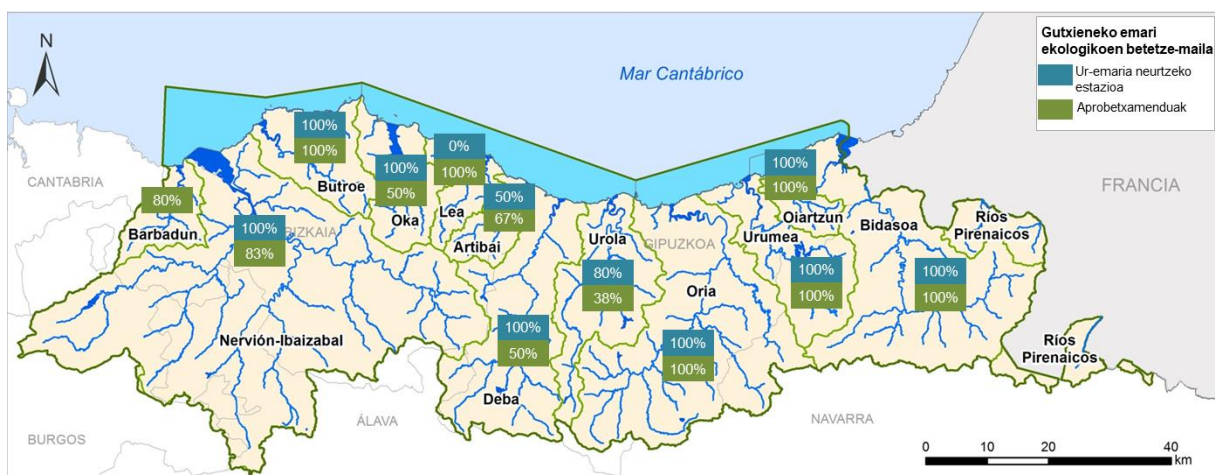 N
Mar Cantábrico
Gutxieneko emari
ekologikoen betetze-maila
Ur-emaria neurtzeko
estazioa
Aprobetxamenduak
CANTABRIA
FRANCIA
BIZKAIA
GIPUZKOA
ÁLAVA
BURGOS
NAVARRA
80%
Barbadun
100%
83%
Nervión-Ibaizabal
100%
100%
Butroe
100%
50%
Oka
0%
100%
Lea
50%
67%
Artibai
100%
50%
Deba
Urola
80%
38%
Oria
100%
100%
Urumea
100%
100%
100%
100%
Oiartzun
Bidasoa
100%
100%
Ríos
Pirenaicos
Ríos
Pirenaicos
0 10 20 40
km